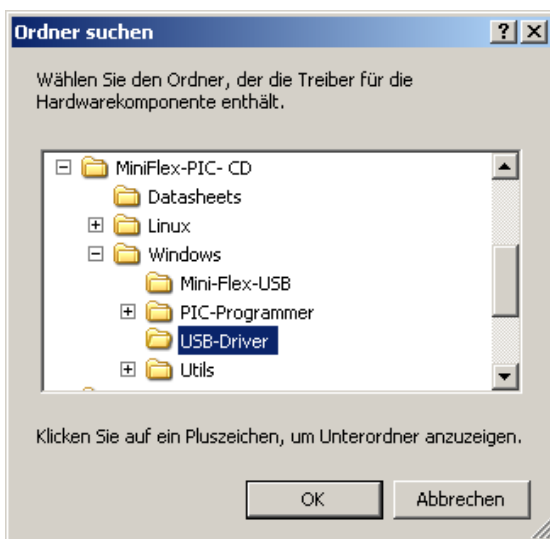 Ordner suchen
Wählen Sie den Ordner, der die Treiber für die
Hardwarekomponente enthält.
MiniFlex-PIC- CD
Datasheets
Linux
Windows
Mini-Flex-USB
PIC-Programmer
USB-Driver
Utils
Klicken Sie auf ein Pluszeichen, um Unterordner anzuzeigen.
OK Abbrechen